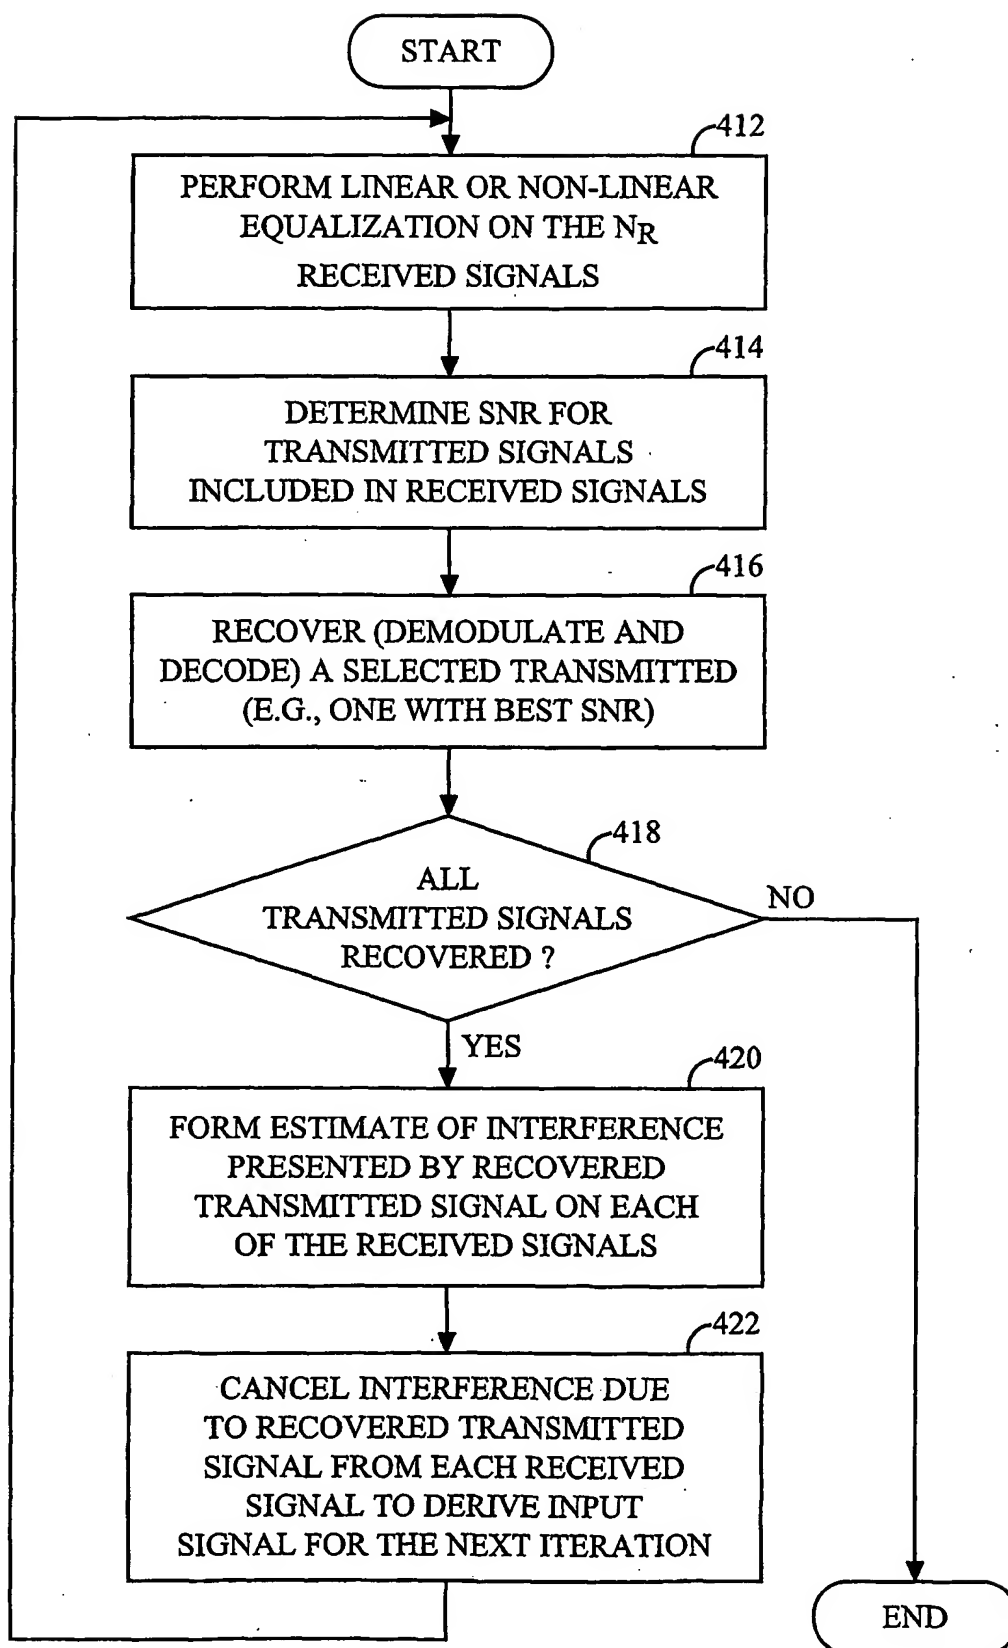 START
412
PERFORM LINEAR OR NON-LINEAR
EQUALIZATION ON THE NR
RECEIVED SIGNALS
414
DETERMINE SNR FOR
TRANSMITTED SIGNALS
INCLUDED IN RECEIVED SIGNALS
416
RECOVER (DEMODULATE AND
DECODE) A SELECTED TRANSMITTED
(E.G., ONE WITH BEST SNR)
418
ALL
TRANSMITTED SIGNALS
RECOVERED ?
NO
YES
420
FORM ESTIMATE OF INTERFERENCE
PRESENTED BY RECOVERED
TRANSMITTED SIGNAL ON EACH
OF THE RECEIVED SIGNALS
422
CANCEL INTERFERENCE DUE
TO RECOVERED TRANSMITTED
SIGNAL FROM EACH RECEIVED
SIGNAL TO DERIVE INPUT
SIGNAL FOR THE NEXT ITERATION
END